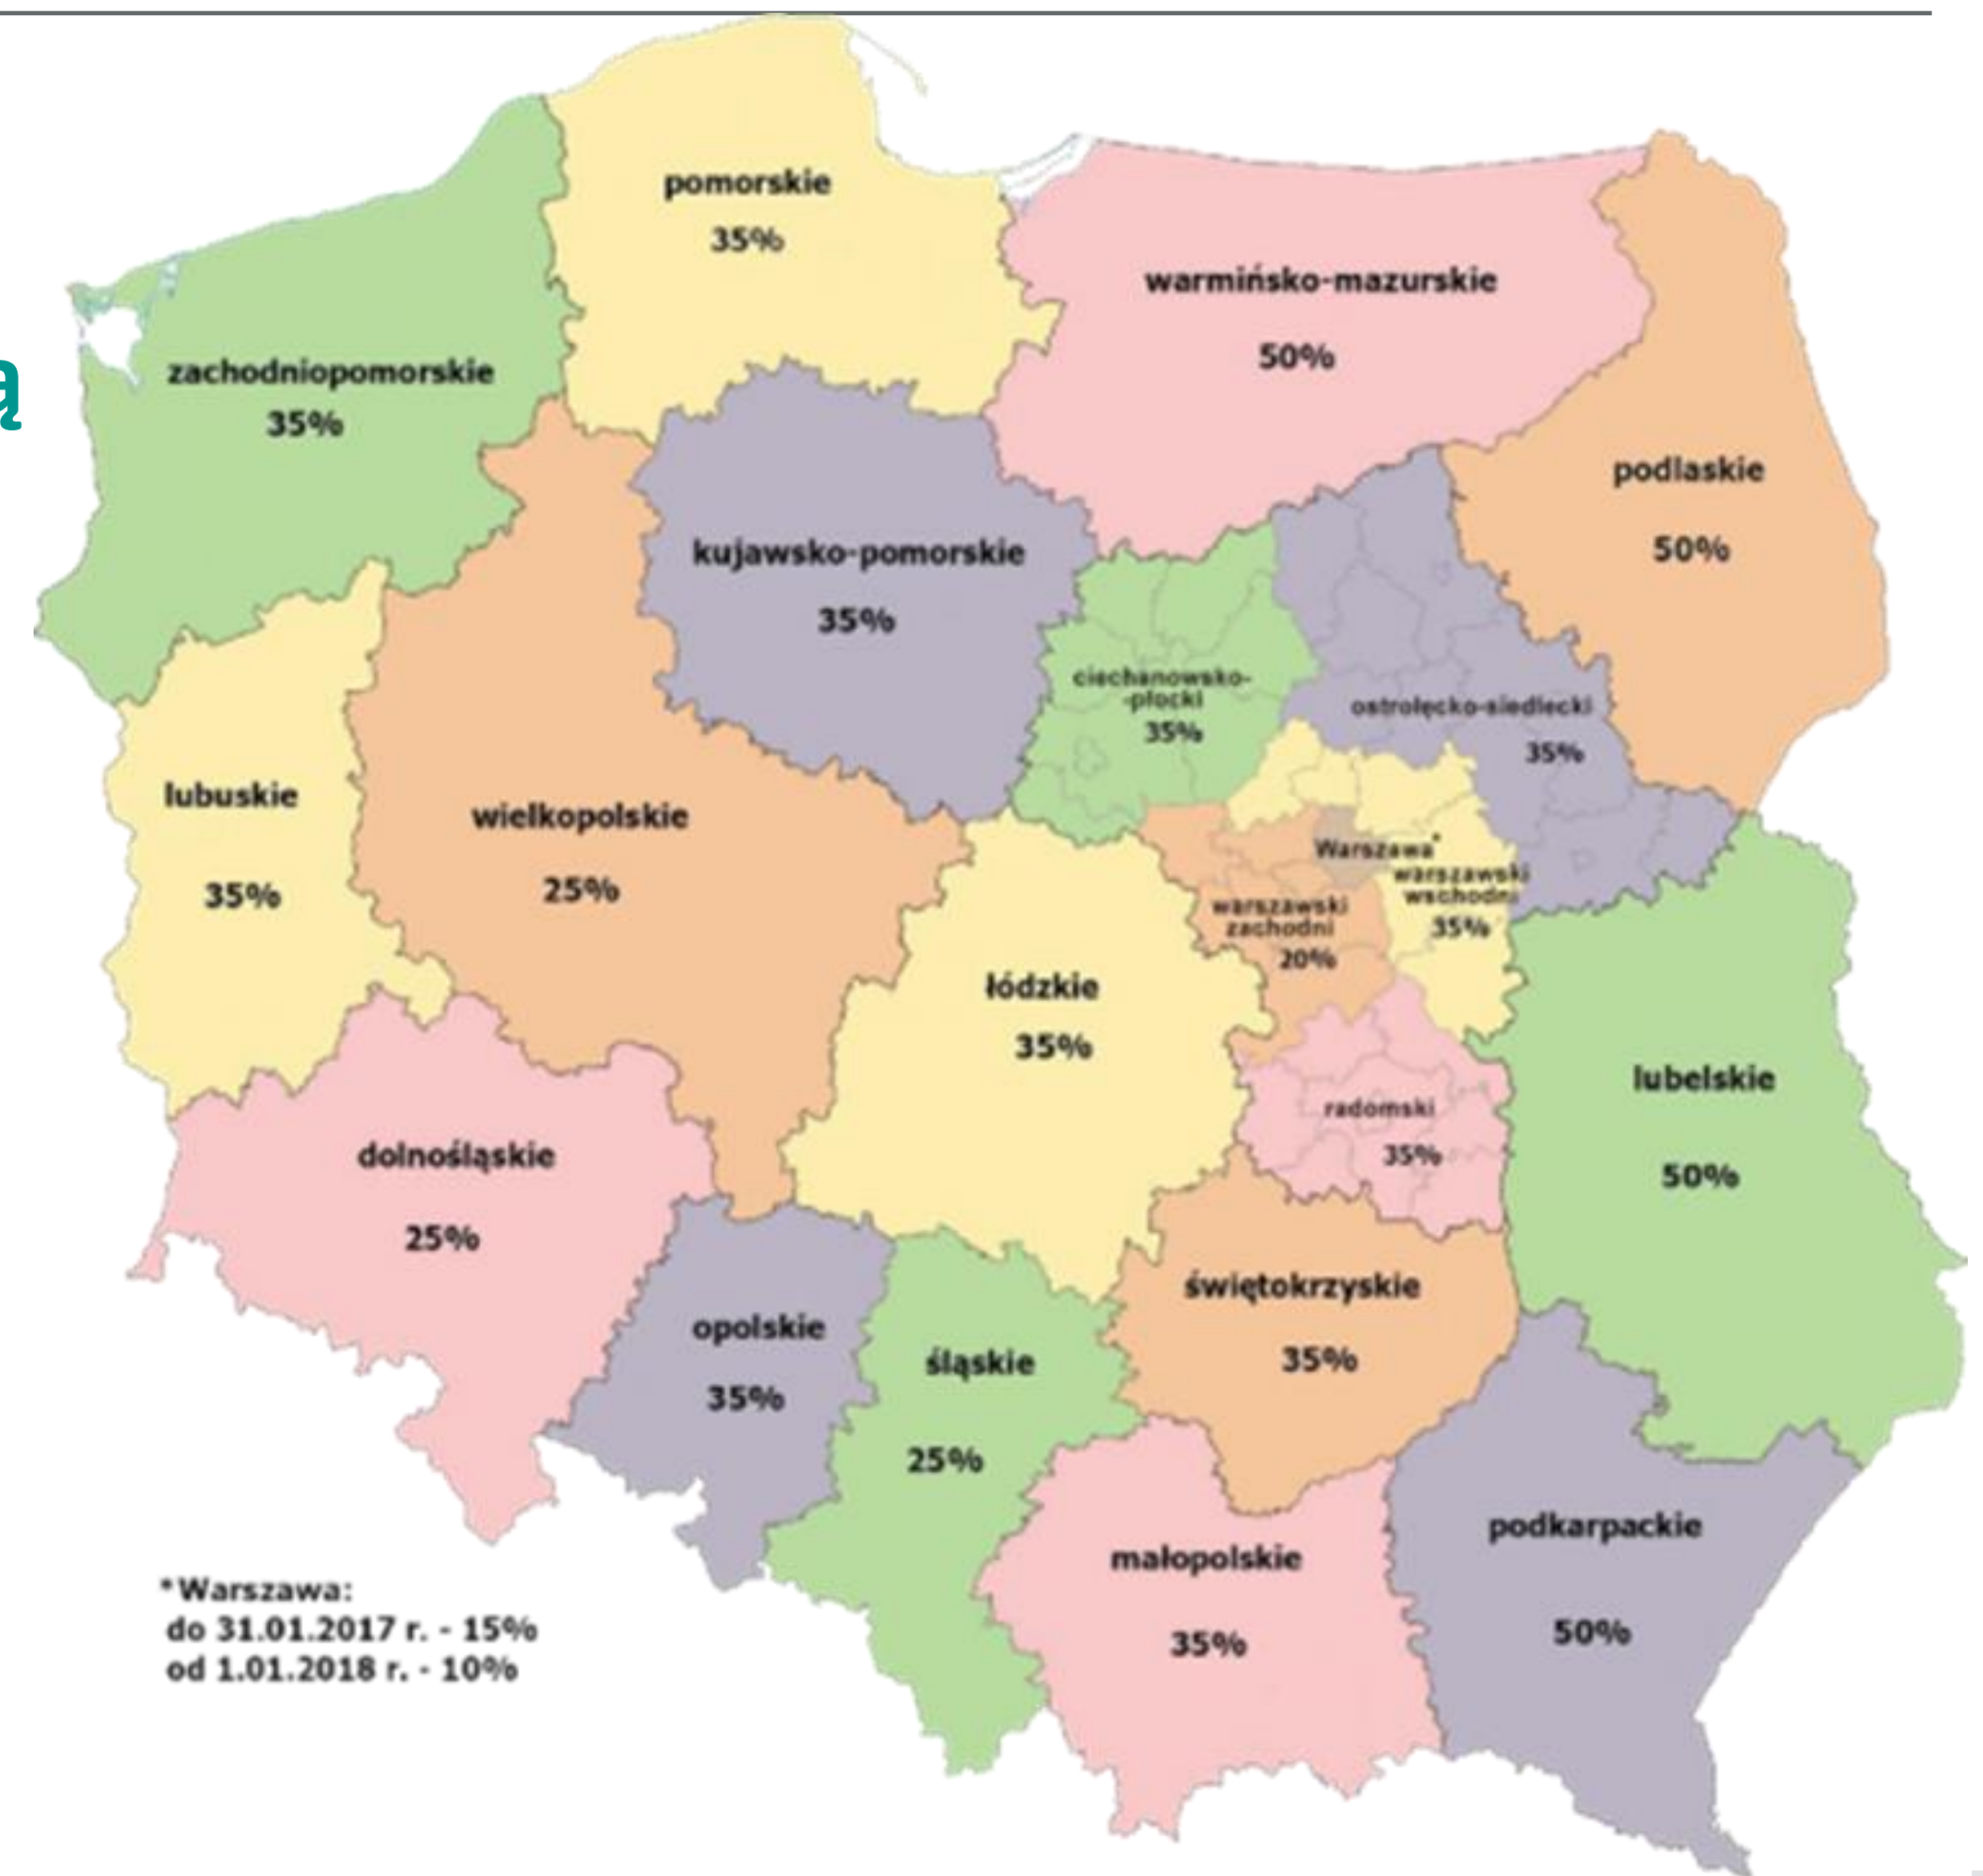 pomorskie
35%
warmińsko-mazurskie
50%
ą
zachodniopomorskie
35%
podlaskie
50%
kujawsko-pomorskie
35%
ciechanowsko-
-płocki
35%
ostrołęcko-siedlecki
35%
lubuskie
35%
wielkopolskie
25%
Warszawa*
warszawski
wschodni
35%
warszawski
zachodni
20%
łódzkie
35%
lubelskie
50%
radomski
35%
dolnośląskie
25%
świętokrzyskie
35%
opolskie
35%
śląskie
25%
podkarpackie
50%
małopolskie
35%
*Warszawa:
do 31.01.2017 r. - 15%
od 1.01.2018 r. - 10%